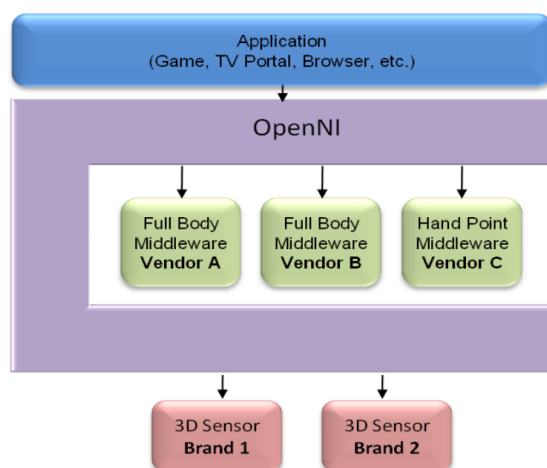 Application
(Game, TV Portal, Browser, etc.)
OpenNI
Full Body
Middleware
Vendor A
Full Body
Middleware
Vendor B
Hand Point
Middleware
Vendor C
3D Sensor
Brand 1
3D Sensor
Brand 2